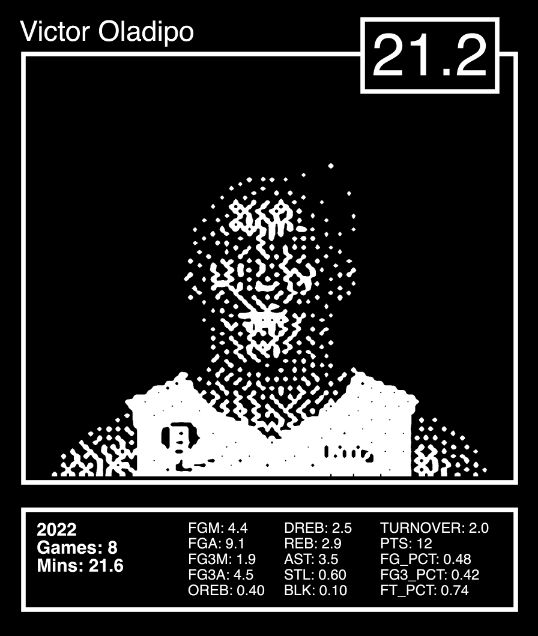 Victor Oladipo
21.2
2022
Games: 8
Mins: 21.6
FGM: 4.4
FGA: 9.1
FG3M: 1.9
FG3A: 4.5
OREB: 0.40
DREB: 2.5
REB: 2.9
AST: 3.5
STL: 0.60
BLK: 0.10
TURNOVER: 2.0
PTS: 12
FG_PCT: 0.48
FG3_PCT: 0.42
FT_PCT: 0.74